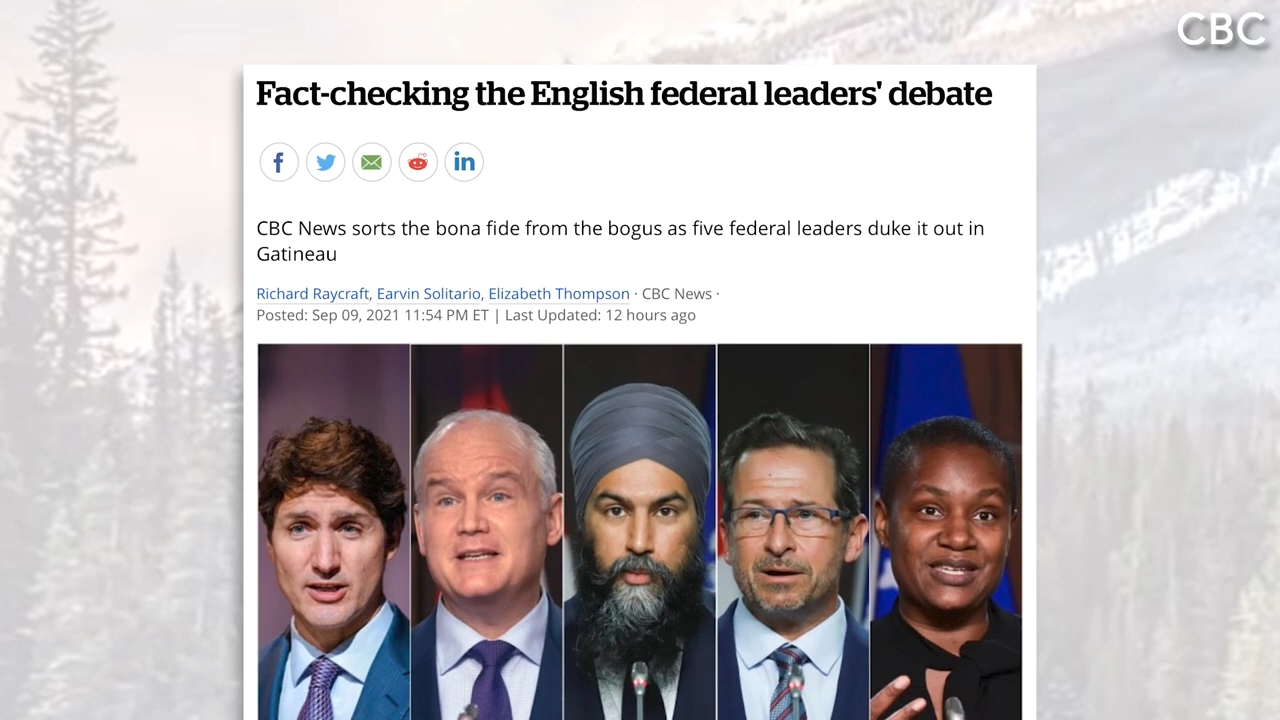 CBC
Fact-checking the English federal leaders' debate
CBC News sorts the bona fide from the bogus as five federal leaders duke it out in
Gatineau
Richard Raycraft, Earvin Solitario, Elizabeth Thompson · CBC News ·
Posted: Sep 09, 2021 11:54 PM ET | Last Updated: 12 hours ago